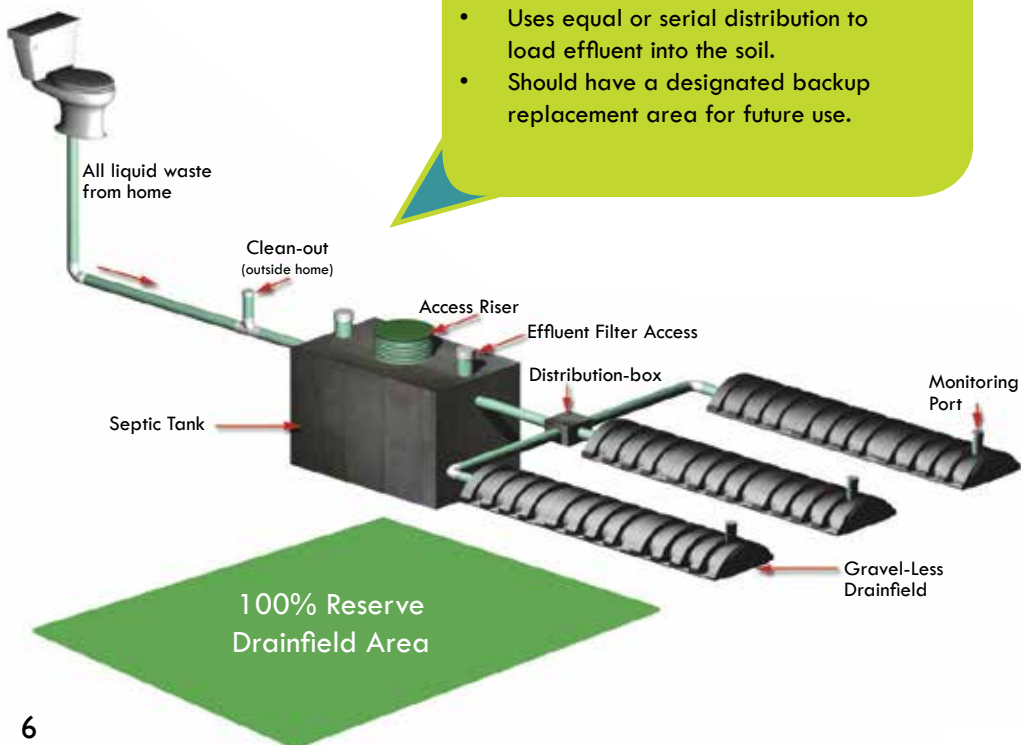 • Uses equal or serial distribution to
load effluent into the soil.
• Should have a designated backup
replacement area for future use.
All liquid waste
from home
Clean-out
(outside home)
Access Riser
Effluent Filter Access
Distribution-box
Monitoring
Port
Septic Tank
Gravel-Less
Drainfield
100% Reserve
Drainfield Area
6